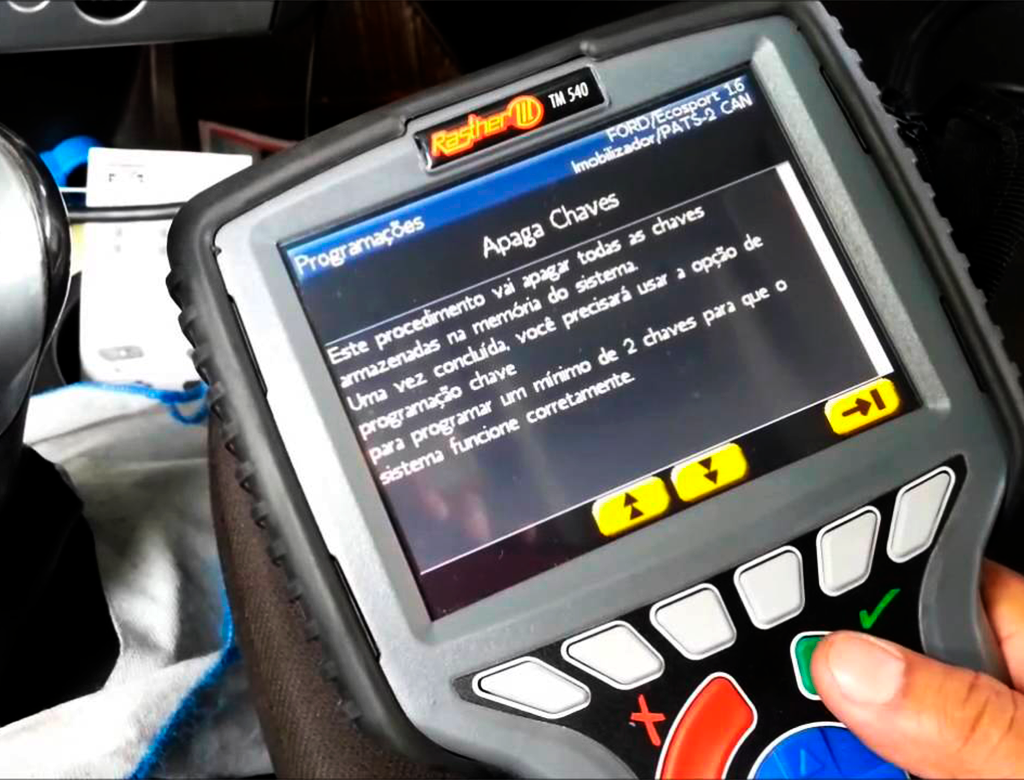 Rasther III TM 540
FORD/Ecosport 1.6
Imobilizador/PATS-2 CAN
Programações
Apaga Chaves
Este procedimento vai apagar todas as chaves
armazenadas na memória do sistema.
Uma vez concluída, você precisará usar a opção de
programação chave
para programar um mínimo de 2 chaves para que o
sistema funcione corretamente.